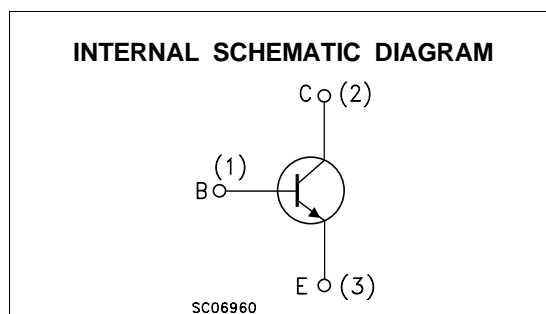 INTERNAL SCHEMATIC DIAGRAM
C (2)
(1)
B
E (3)
SC06960